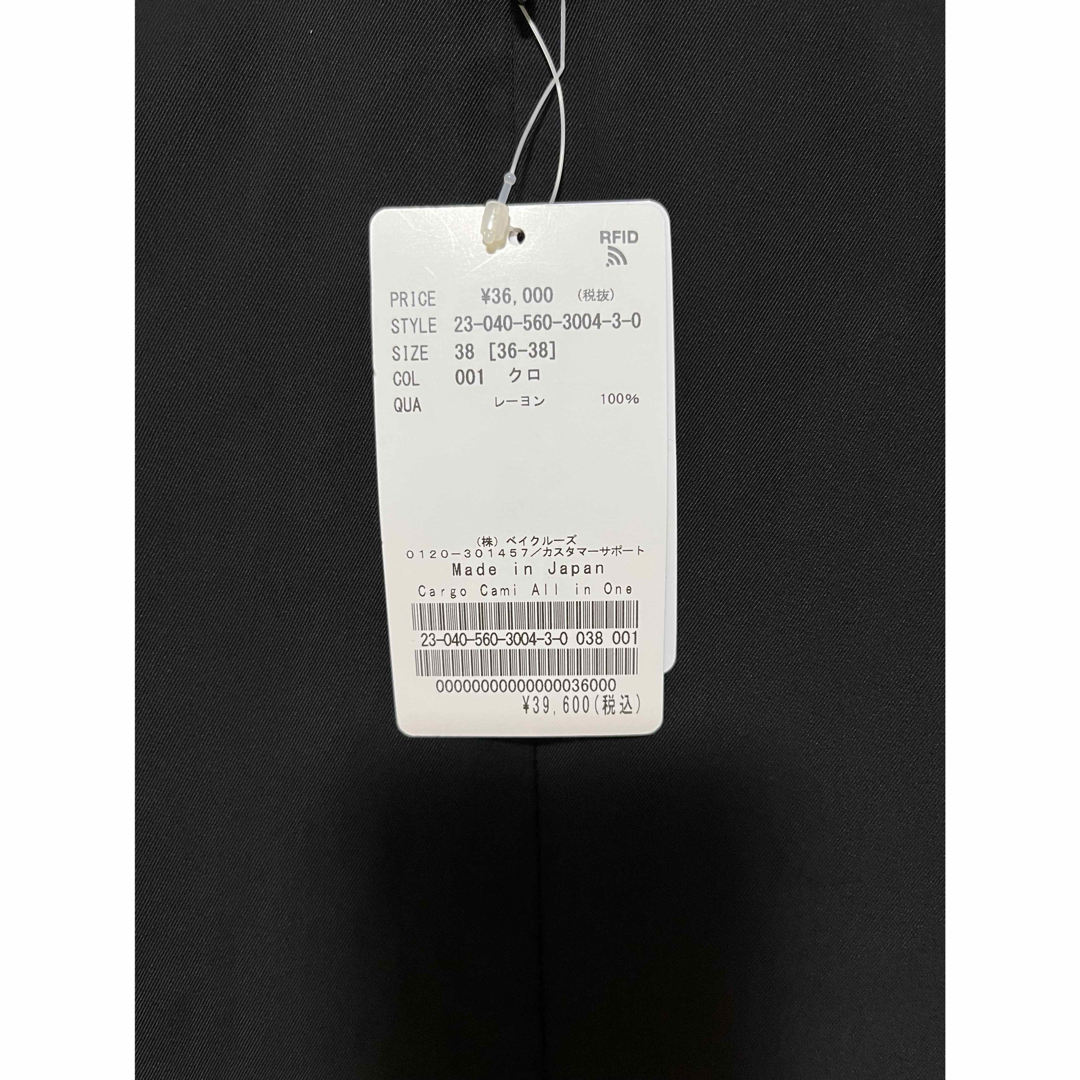 RFID
PRICE ¥36,000 (税抜)
STYLE 23-040-560-3004-3-0
SIZE 38 [36-38]
COL 001 クロ
QUA レーヨン 100%
(株) ベイクルーズ
0120-301457/カスタマーサポート
Made in Japan
Cargo Cami All in One
23-040-560-3004-3-0 038 001
00000000000000036000
¥39,600(税込)